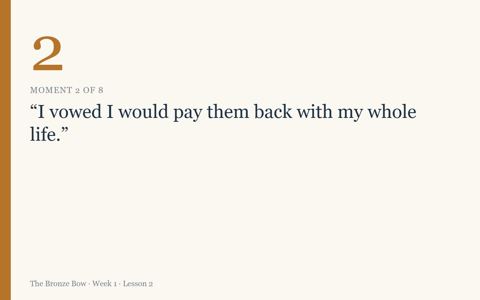 2
MOMENT 2 OF 8
“I vowed I would pay them back with my whole
life.”
The Bronze Bow · Week 1 · Lesson 2